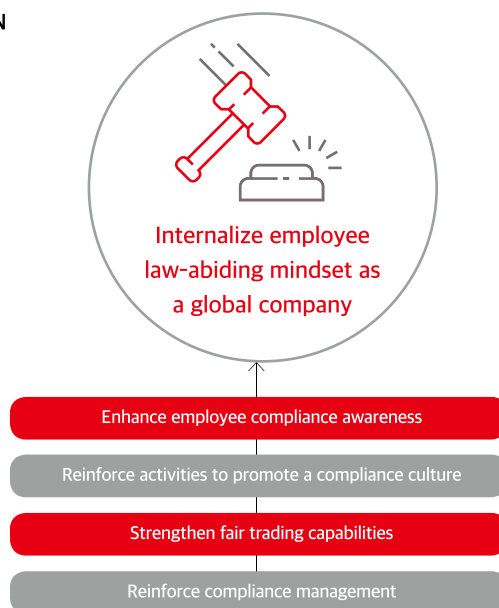 Internalize employee
law-abiding mindset as
a global company
Enhance employee compliance awareness
Reinforce activities to promote a compliance culture
Strengthen fair trading capabilities
Reinforce compliance management